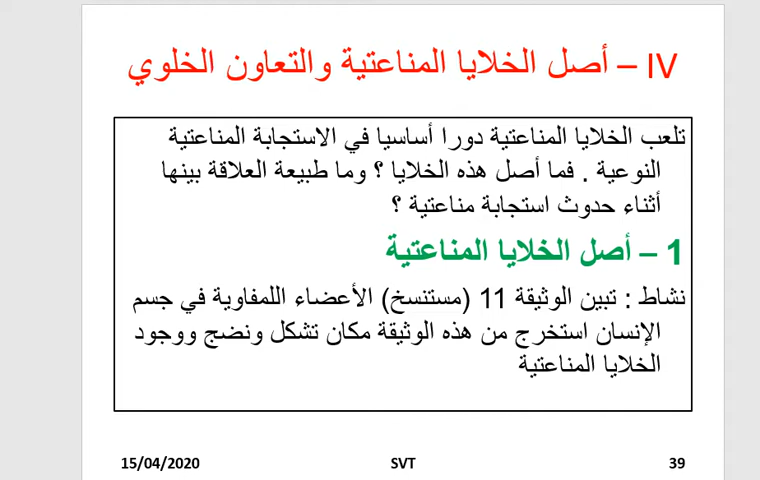 IV – أصل الخلايا المناعتية والتعاون الخلوي
تلعب الخلايا المناعتية دورا أساسيا في الاستجابة المناعتية
النوعية . فما أصل هذه الخلايا ؟ وما طبيعة العلاقة بينها
أثناء حدوث استجابة مناعتية ؟
1 – أصل الخلايا المناعتية
نشاط : تبين الوثيقة 11 (مستنسخ) الأعضاء اللمفاوية في جسم
الإنسان استخرج من هذه الوثيقة مكان تشكل ونضج ووجود
الخلايا المناعتية
15/04/2020 SVT 39